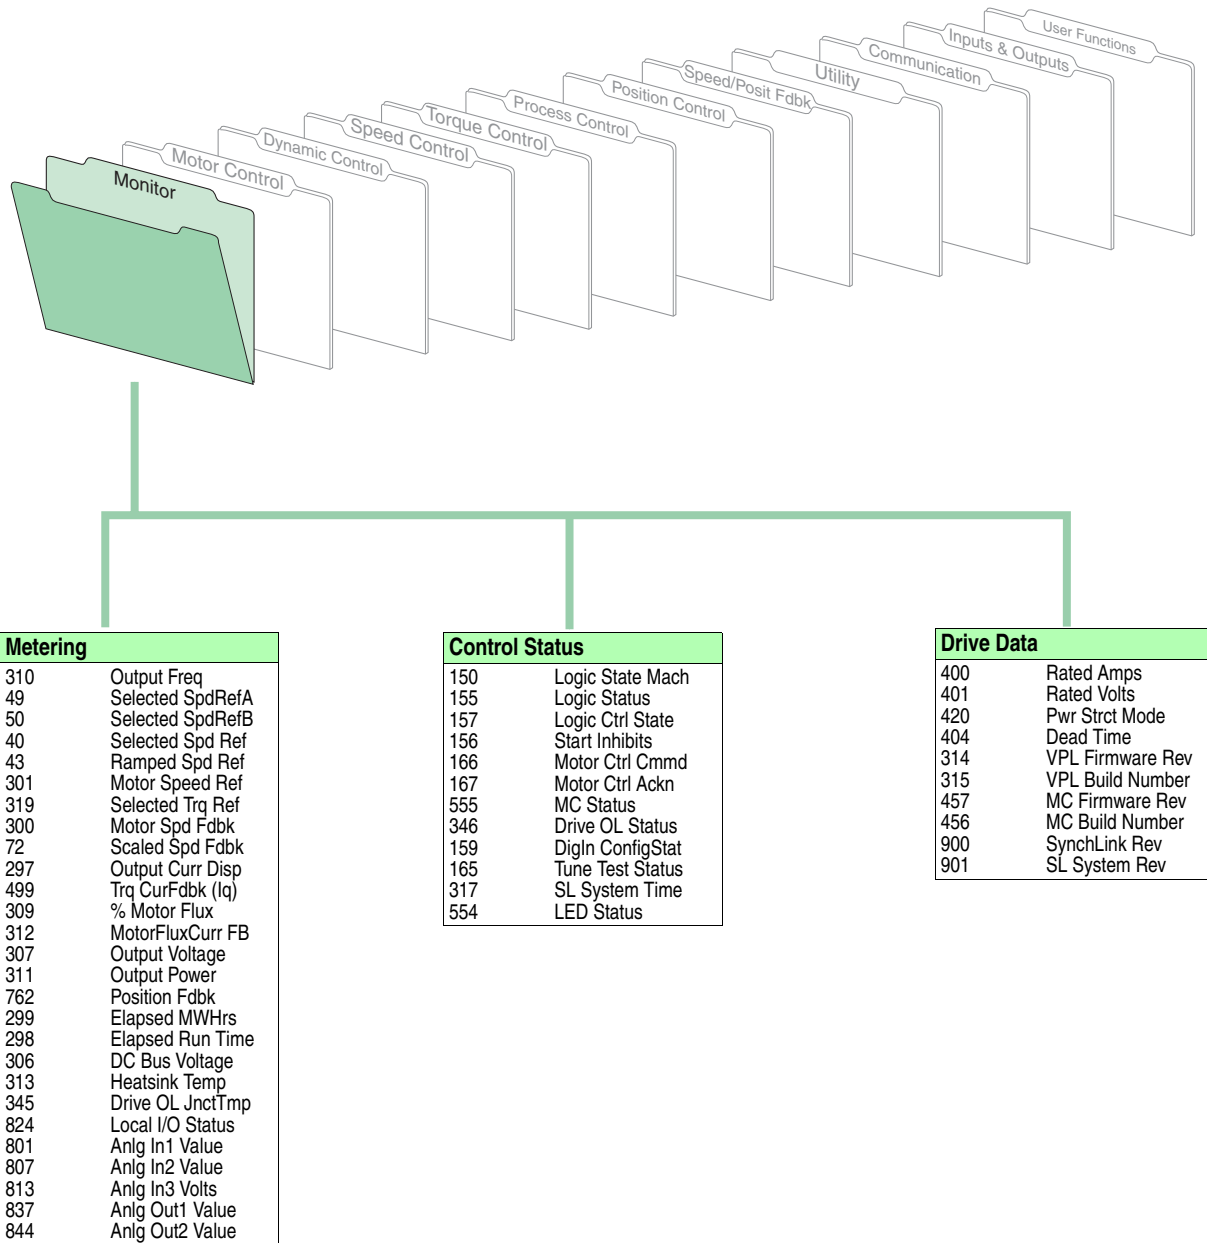 User Functions
Inputs & Outputs
Communication
Utility
Speed/Posit Fdbk
Position Control
Process Control
Torque Control
Speed Control
Dynamic Control
Motor Control
Monitor
Metering
310 Output Freq
49 Selected SpdRefA
50 Selected SpdRefB
40 Selected Spd Ref
43 Ramped Spd Ref
301 Motor Speed Ref
319 Selected Trq Ref
300 Motor Spd Fdbk
72 Scaled Spd Fdbk
297 Output Curr Disp
499 Trq CurFdbk (Iq)
309 % Motor Flux
312 MotorFluxCurr FB
307 Output Voltage
311 Output Power
762 Position Fdbk
299 Elapsed MWHrs
298 Elapsed Run Time
306 DC Bus Voltage
313 Heatsink Temp
345 Drive OL JnctTmp
824 Local I/O Status
801 Anlg In1 Value
807 Anlg In2 Value
813 Anlg In3 Volts
837 Anlg Out1 Value
844 Anlg Out2 Value
Control Status
150 Logic State Mach
155 Logic Status
157 Logic Ctrl State
156 Start Inhibits
166 Motor Ctrl Cmmd
167 Motor Ctrl Ackn
555 MC Status
346 Drive OL Status
159 DigIn ConfigStat
165 Tune Test Status
317 SL System Time
554 LED Status
Drive Data
400 Rated Amps
401 Rated Volts
420 Pwr Strct Mode
404 Dead Time
314 VPL Firmware Rev
315 VPL Build Number
457 MC Firmware Rev
456 MC Build Number
900 SynchLink Rev
901 SL System Rev